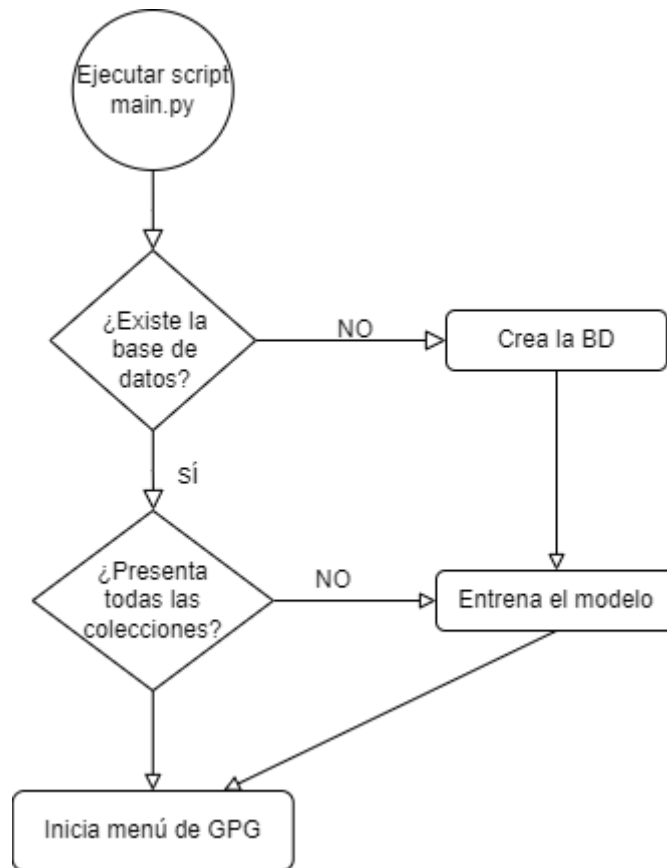 Ejecutar script
main.py
¿Existe la
base de
datos?
NO
Crea la BD
SÍ
¿Presenta
todas las
colecciones?
NO
Entrena el modelo
Inicia menú de GPG